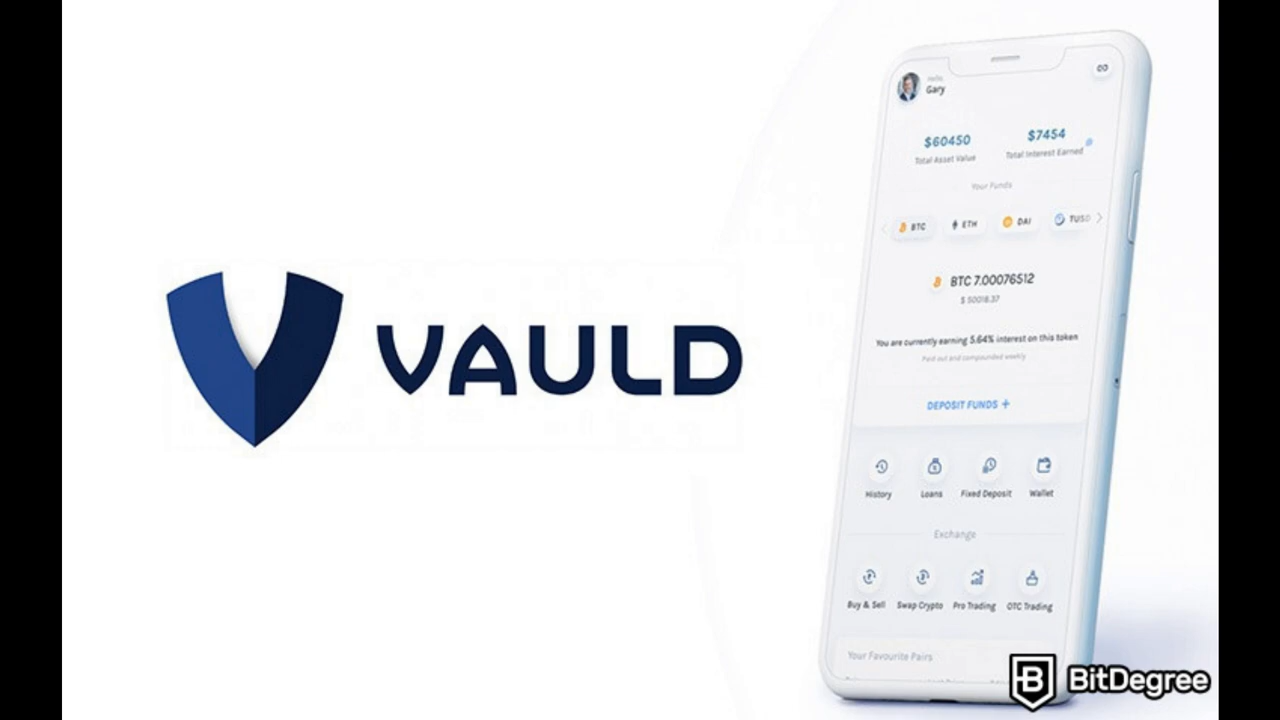 VAULD
Hello
Gary
$60450
Total Asset Value
$7454
Total Interest Earned
Your Funds
BTC
ETH
DAI
TUSD
BTC 7.00076512
$ 50018.37
You are currently earning 5.64% interest on this token
Paid out and compounded weekly
DEPOSIT FUNDS +
History
Loans
Fixed Deposit
Wallet
Exchange
Buy & Sell
Swap Crypto
Pro Trading
OTC Trading
Your Favourite Pairs
BitDegree